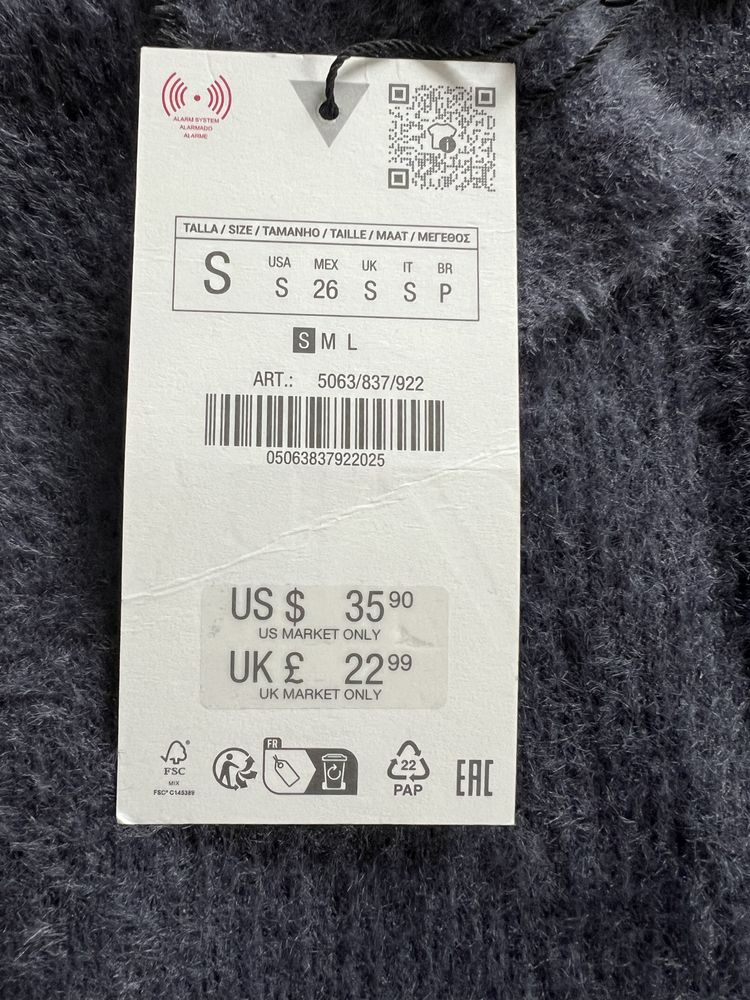 ALARM SYSTEM
ALARMADO
ALARME
TALLA / SIZE / TAMANHO / TAILLE / MAAT / ΜΕΓΕΘΟΣ
S
USA MEX UK IT BR
S 26 S S P
S M L
ART.: 5063/837/922
05063837922025
US $ 35 90
US MARKET ONLY
UK £ 22 99
UK MARKET ONLY
FSC
MIX
FSC® C145389
FR
22
PAP
EAC